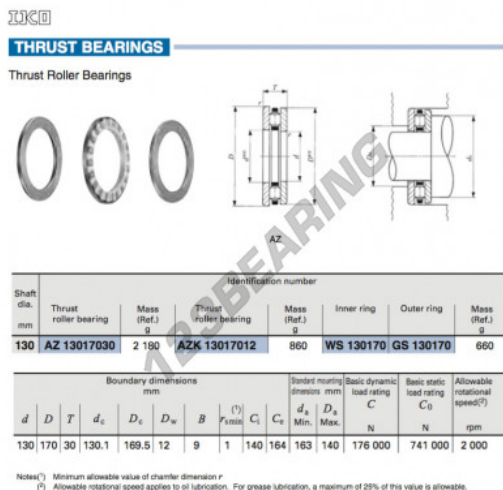 IKO
THRUST BEARINGS
Thrust Roller Bearings
T
r
r
D
d
AZ
123BEARING
Identification number
Shaft dia. mm Thrust roller bearing Mass (Ref.) g Thrust roller bearing Mass (Ref.) g Inner ring Outer ring Mass (Ref.) g
130 AZ 13017030 2 180 AZK 13017012 860 WS 130170 GS 130170 660
Boundary dimensions mm Standard mounting dimensions mm Basic dynamic load rating C N Basic static load rating C0 N Allowable rotational speed(2) rpm
d D T dc Dc Dw B rsmin(1) Ci Ce da Min. Da Max.
130 170 30 130.1 169.5 12 9 1 140 164 163 140 176 000 741 000 2 000
Notes(1) Minimum allowable value of chamfer dimension r
(2) Allowable rotational speed applies to oil lubrication. For grease lubrication, a maximum of 25% of this value is allowable.